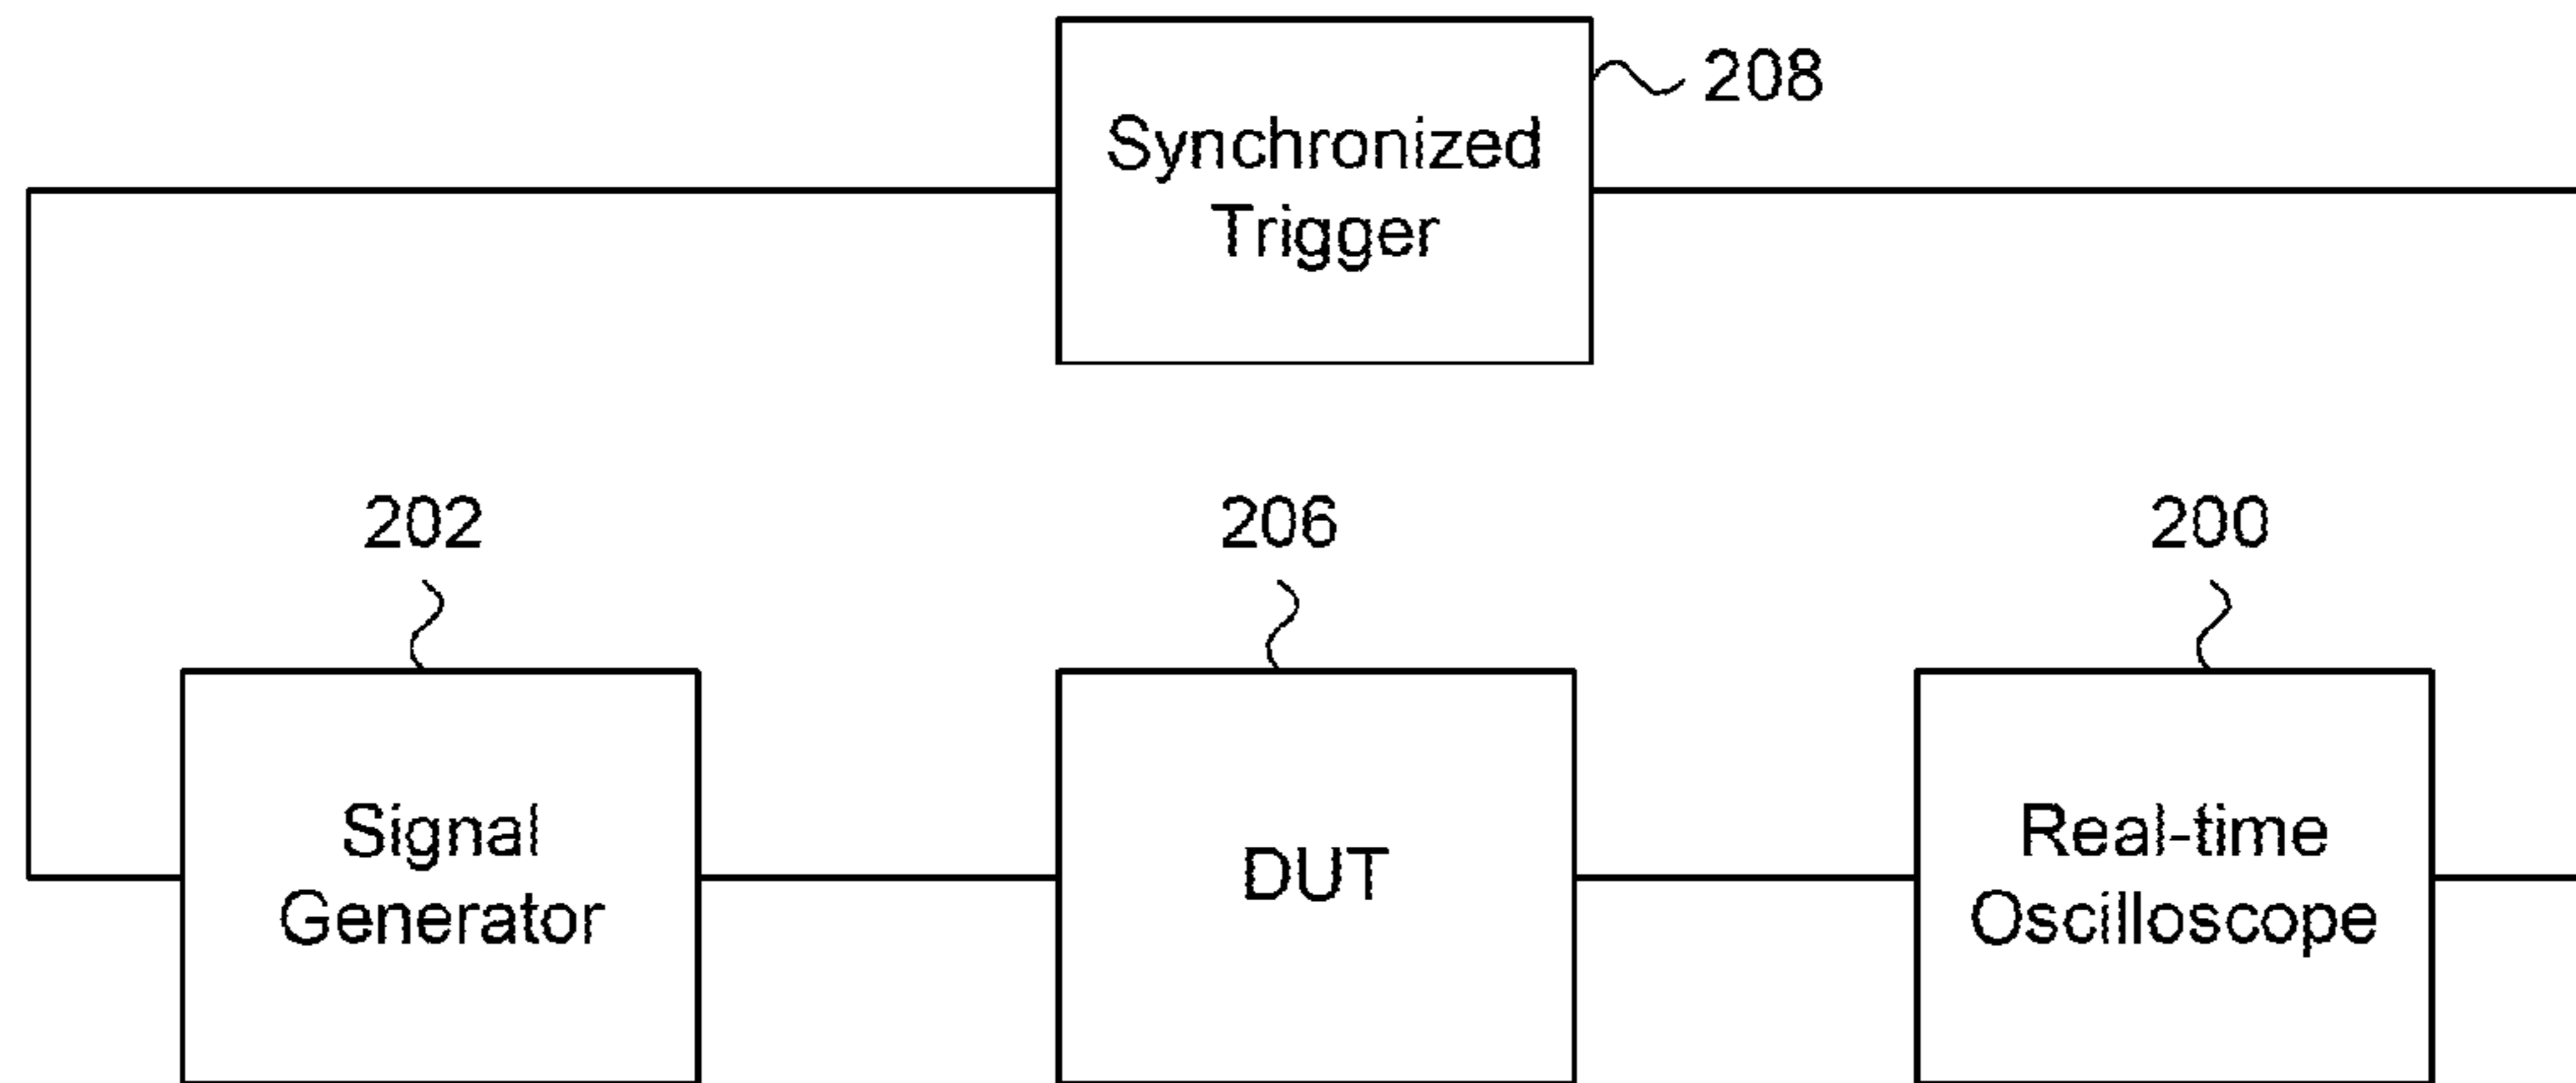 208
Synchronized
Trigger
202
206
200
Signal
Generator
DUT
Real-time
Oscilloscope